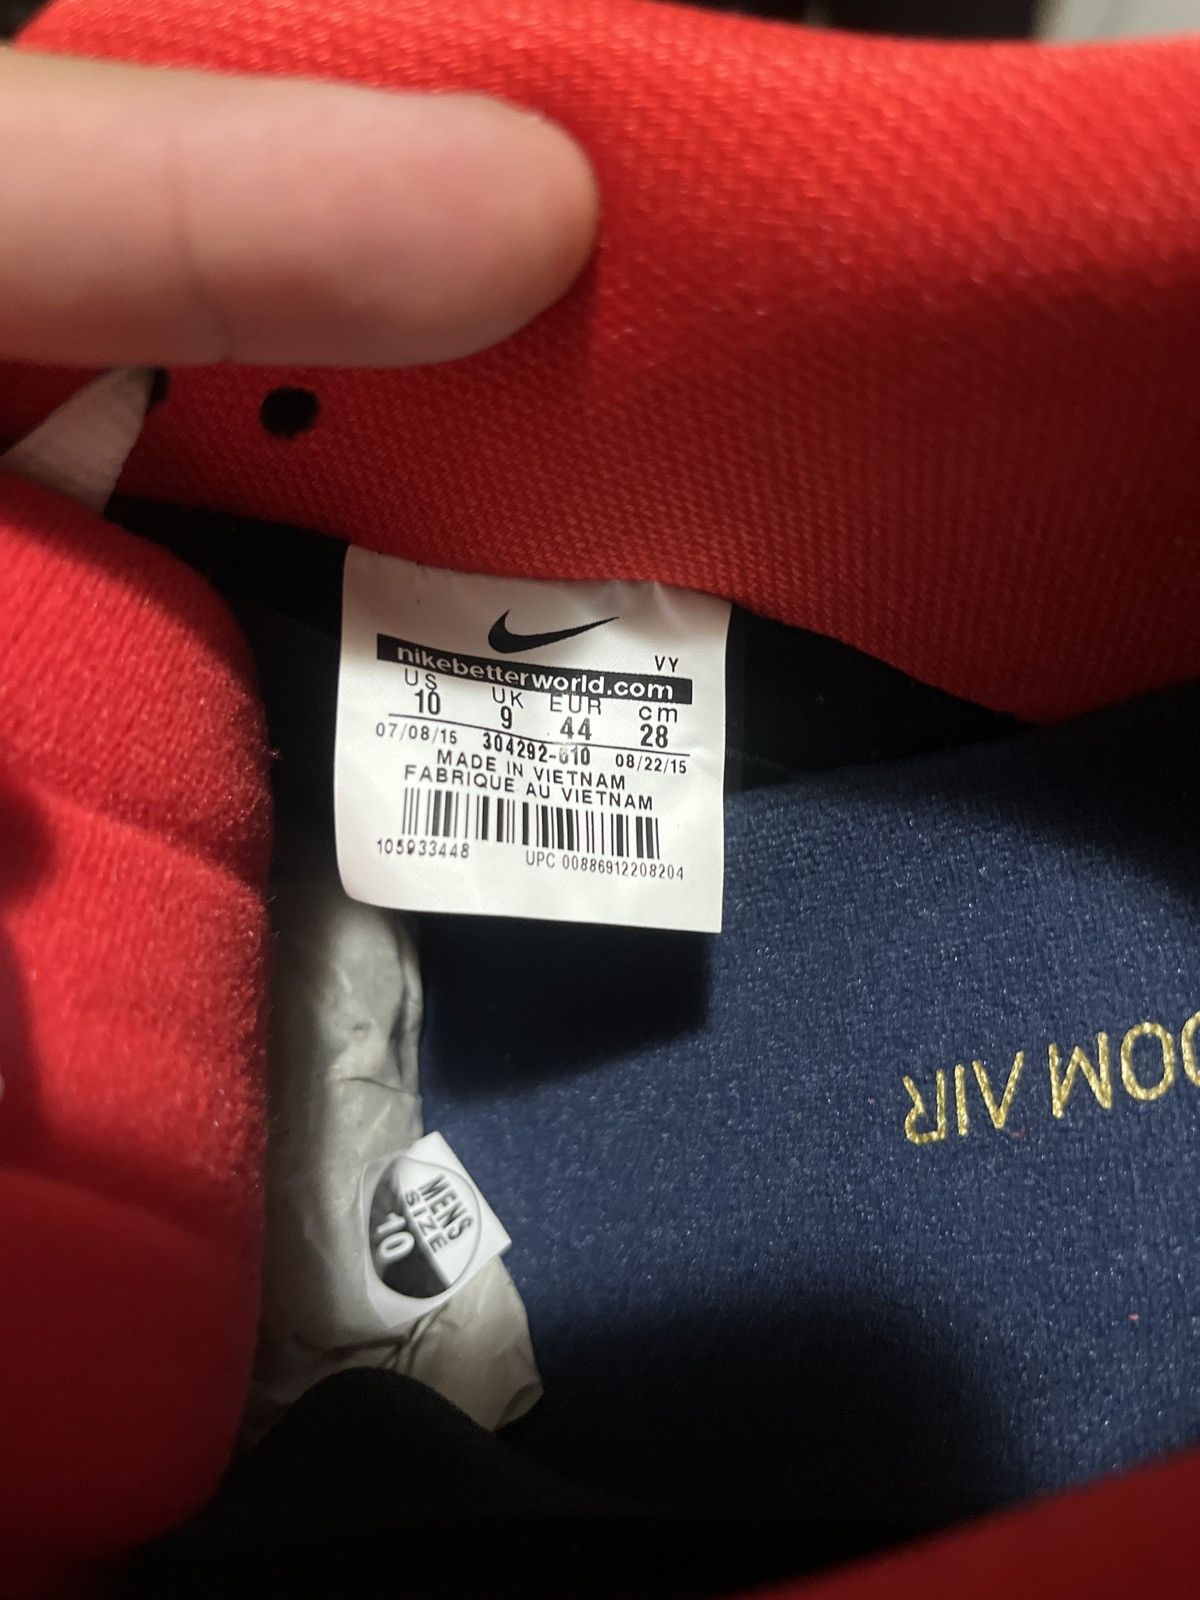 VY
nikebetterworld.com
US UK EUR cm
10 9 44 28
07/08/15 304292-610 08/22/15
MADE IN VIETNAM
FABRIQUE AU VIETNAM
105933448 UPC 00886912208204
OOM AIR
MENS
SIZE
10